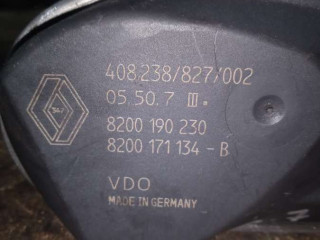 408.238/827/002
05.50.7 III.
8200 190 230
8200 171 134 - B
VDO
MADE IN GERMANY